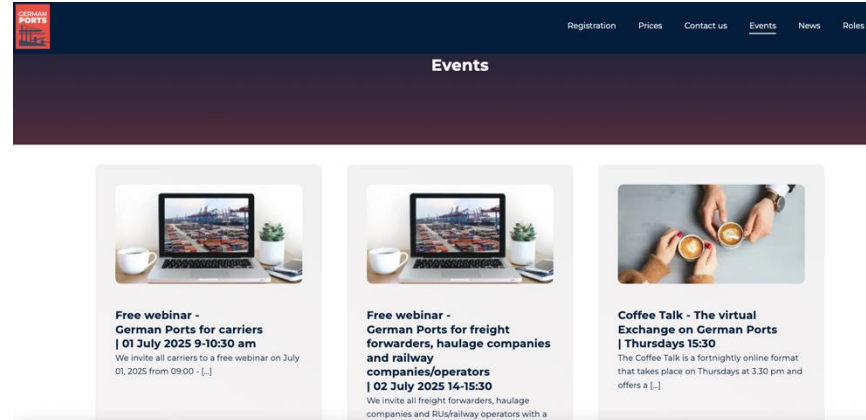 GERMAN
PORTS
Registration Prices Contact us Events News Roles
Events
Free webinar -
German Ports for carriers
| 01 July 2025 9-10:30 am
We invite all carriers to a free webinar on July
01, 2025 from 09:00 - [...]
Free webinar -
German Ports for freight
forwarders, haulage companies
and railway
companies/operators
| 02 July 2025 14-15:30
We invite all freight forwarders, haulage
companies and RUs/railway operators with a
Coffee Talk - The virtual
Exchange on German Ports
| Thursdays 15:30
The Coffee Talk is a fortnightly online format
that takes place on Thursdays at 3.30 pm and
offers a [...]